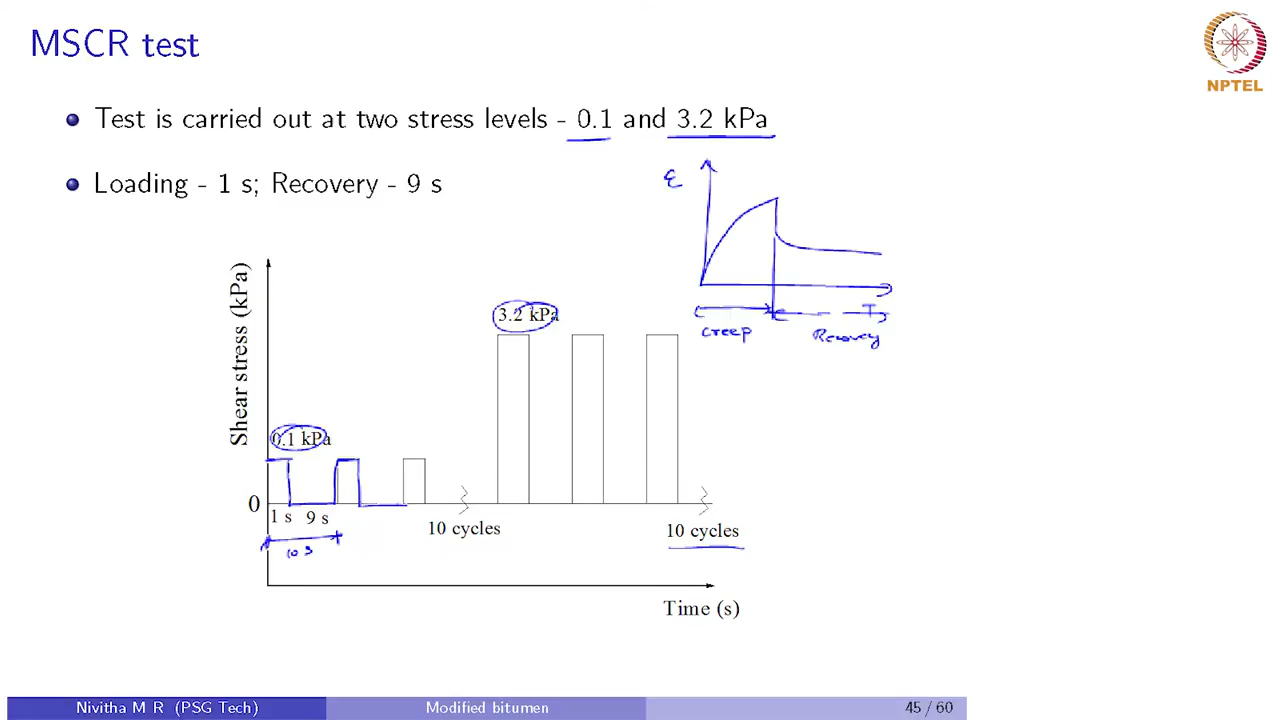 MSCR test
NPTEL
Test is carried out at two stress levels - 0.1 and 3.2 kPa
Loading - 1 s; Recovery - 9 s
ε
T
creep
Recovery
Shear stress (kPa)
3.2 kPa
0.1 kPa
0
1 s 9 s
10 s
10 cycles
10 cycles
Time (s)
Nivitha M R (PSG Tech) Modified bitumen 45 / 60